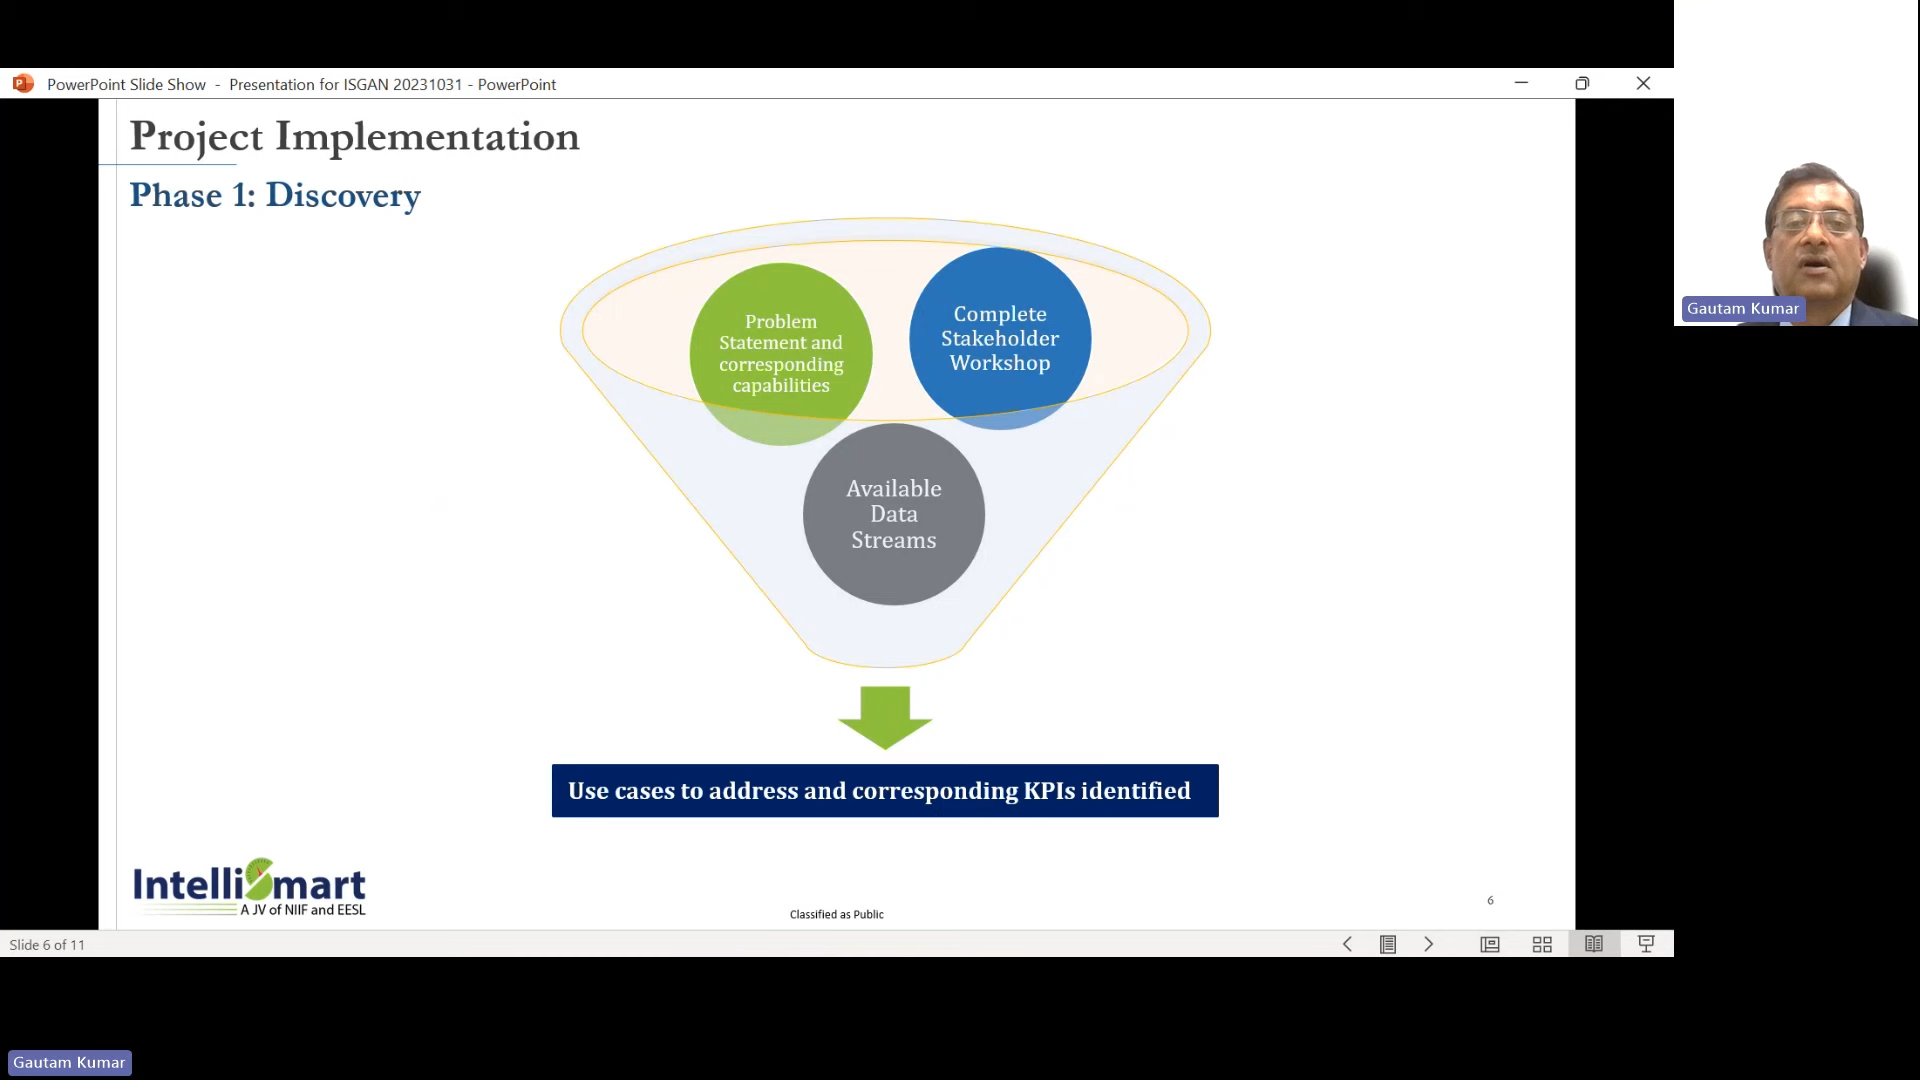 PowerPoint Slide Show - Presentation for ISGAN 20231031 - PowerPoint
Project Implementation
Phase 1: Discovery
Problem
Statement and
corresponding
capabilities
Complete
Stakeholder
Workshop
Available
Data
Streams
Use cases to address and corresponding KPIs identified
IntelliSmart
A JV of NIIF and EESL
Classified as Public
6
Slide 6 of 11
Gautam Kumar
Gautam Kumar